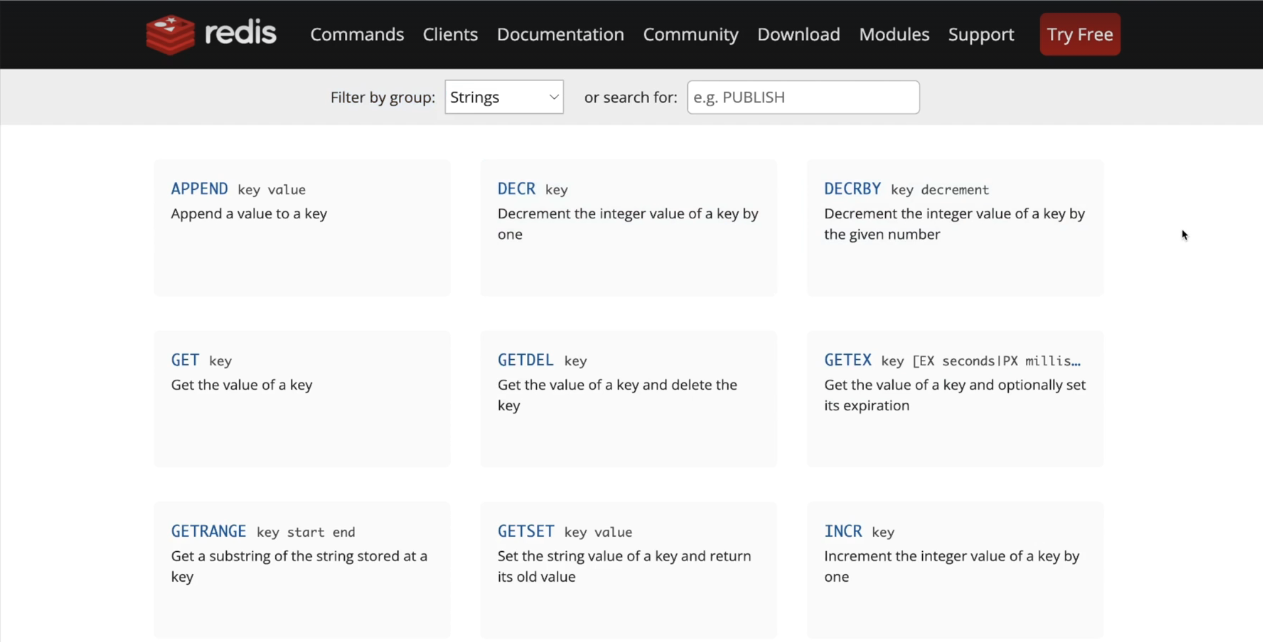 redis Commands Clients Documentation Community Download Modules Support Try Free
Filter by group: Strings or search for: e.g. PUBLISH
APPEND key value
Append a value to a key
DECR key
Decrement the integer value of a key by
one
DECRBY key decrement
Decrement the integer value of a key by
the given number
GET key
Get the value of a key
GETDEL key
Get the value of a key and delete the
key
GETEX key [EX seconds|PX millis…
Get the value of a key and optionally set
its expiration
GETRANGE key start end
Get a substring of the string stored at a
key
GETSET key value
Set the string value of a key and return
its old value
INCR key
Increment the integer value of a key by
one